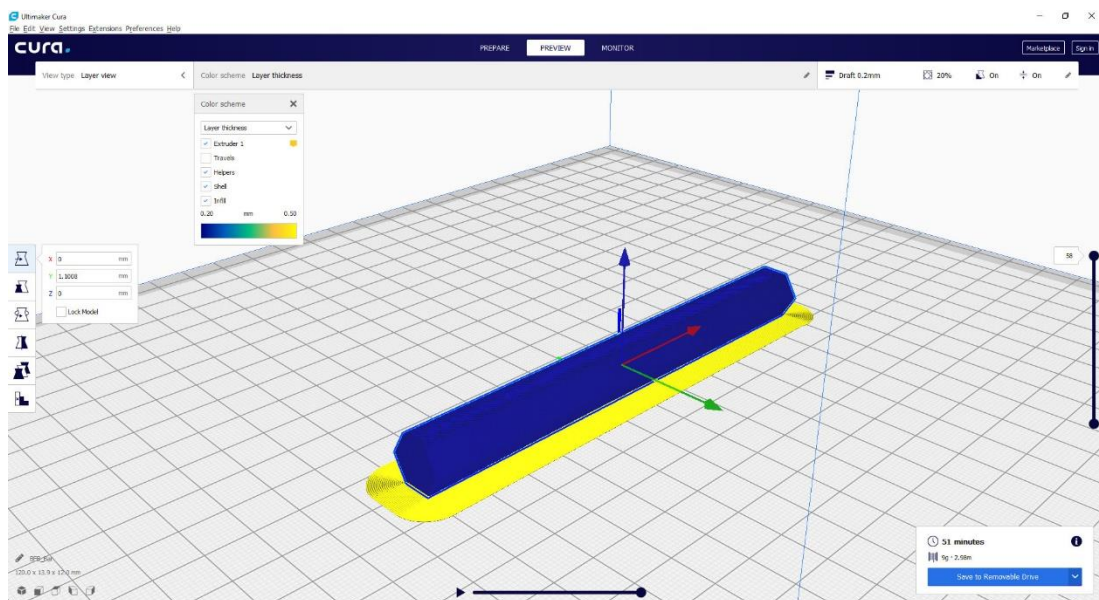 Ultimaker Cura
File Edit View Settings Extensions Preferences Help
cura.
PREPARE PREVIEW MONITOR
Marketplace Sign in
View type Layer view
Color scheme Layer thickness
Draft 0.2mm 20% On On
Color scheme
Layer thickness
Extruder 1
Travels
Helpers
Shell
Infill
0.20 mm 0.50
X 0 mm
Y 1.1008 mm
Z 0 mm
Lock Model
58
51 minutes
9g · 2.58m
Save to Removable Drive